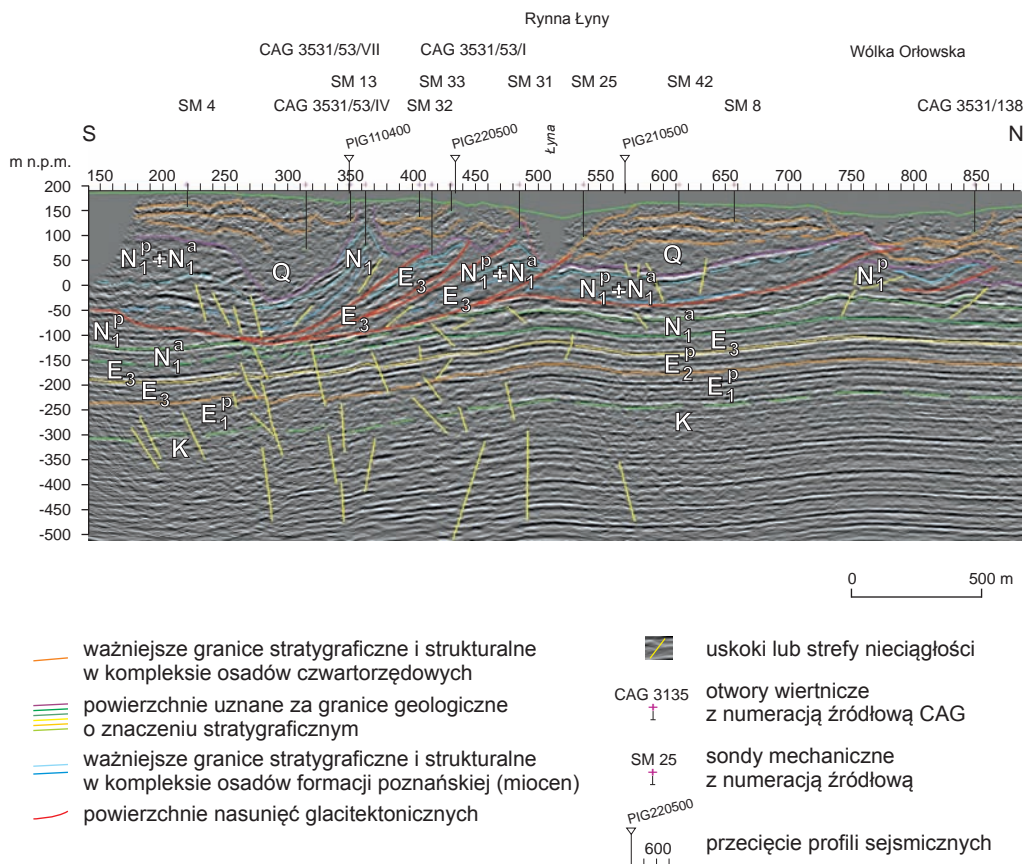 Rynna Łyny
CAG 3531/53/VII CAG 3531/53/I Wólka Orłowska
SM 13 SM 33 SM 31 SM 25 SM 42
SM 4 CAG 3531/53/IV SM 32 SM 8 CAG 3531/138
S PIG110400 PIG220500 Łyna PIG210500 N
m n.p.m.
200 150 200 250 300 350 400 450 500 550 600 650 700 750 800 850
150
100
50
0
-50
-100
-150
-200
-250
-300
-350
-400
-450
-500
N₁ᵖ+N₁ᵃ Q N₁ E₃ N₁ᵖ+N₁ᵃ Q
E₃ E₃ N₁ᵖ+N₁ᵃ N₁ᵖ
N₁ᵖ N₁ᵃ N₁ᵃ E₃
E₃ E₃ E₂ᵖ
E₁ᵖ E₁ᵖ
K K
0 500 m
ważniejsze granice stratygraficzne i strukturalne
w kompleksie osadów czwartorzędowych
powierzchnie uznane za granice geologiczne
o znaczeniu stratygraficznym
ważniejsze granice stratygraficzne i strukturalne
w kompleksie osadów formacji poznańskiej (miocen)
powierzchnie nasunięć glacitektonicznych
uskoki lub strefy nieciągłości
CAG 3135 otwory wiertnicze
z numeracją źródłową CAG
SM 25 sondy mechaniczne
z numeracją źródłową
PIG220500
600 przecięcie profili sejsmicznych